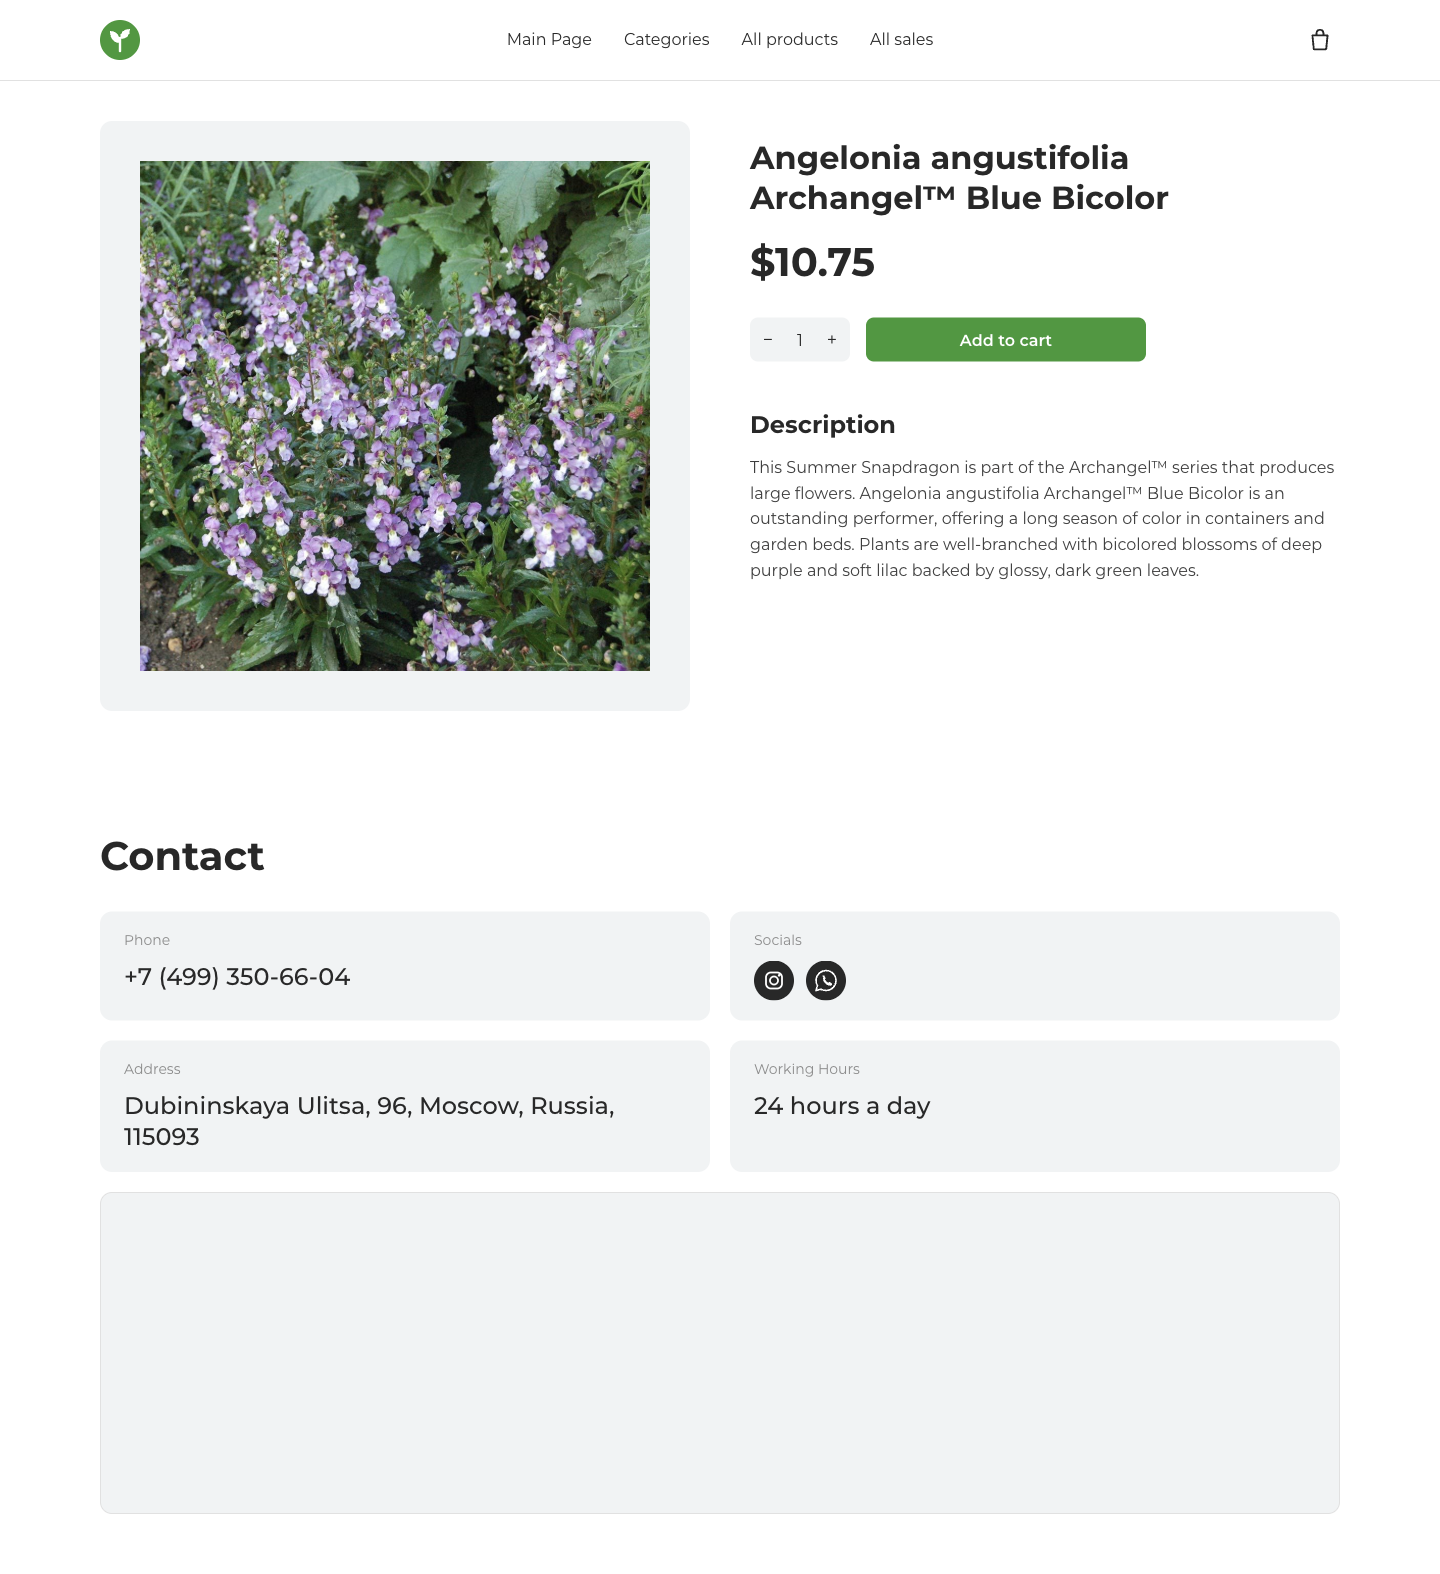 Main Page
Categories
All products
All sales
Angelonia angustifolia
Archangel™ Blue Bicolor
$10.75
− 1 +
Add to cart
Description
This Summer Snapdragon is part of the Archangel™ series that produces
large flowers. Angelonia angustifolia Archangel™ Blue Bicolor is an
outstanding performer, offering a long season of color in containers and
garden beds. Plants are well-branched with bicolored blossoms of deep
purple and soft lilac backed by glossy, dark green leaves.
Contact
Phone
+7 (499) 350-66-04
Socials
Address
Dubininskaya Ulitsa, 96, Moscow, Russia,
115093
Working Hours
24 hours a day